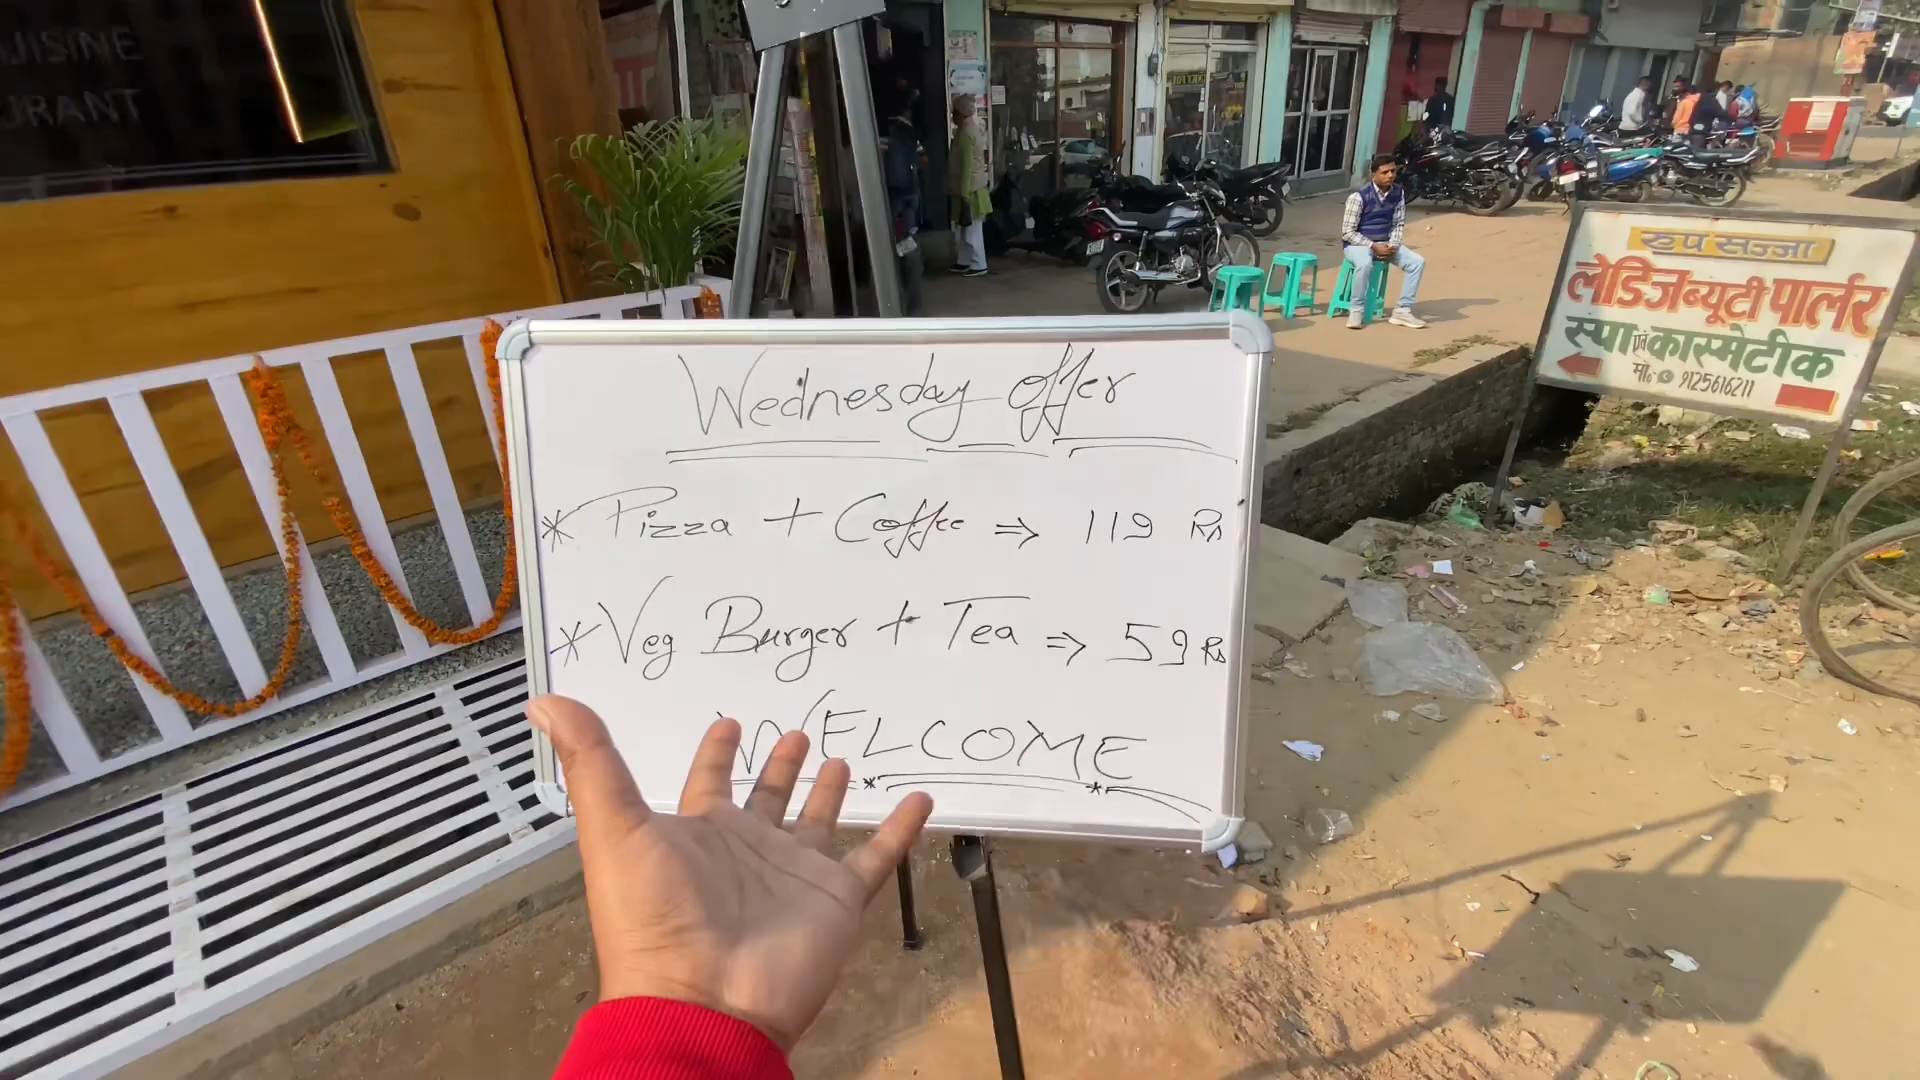 UISINE
URANT
Wednesday offer
* Pizza + Coffee ⇒ 119 Rs
* Veg Burger + Tea ⇒ 59 Rs
WELCOME
रुप सज्जा
लेडिज ब्यूटी पार्लर
स्पा एवं कास्मेटीक
मो॰ 9125616211